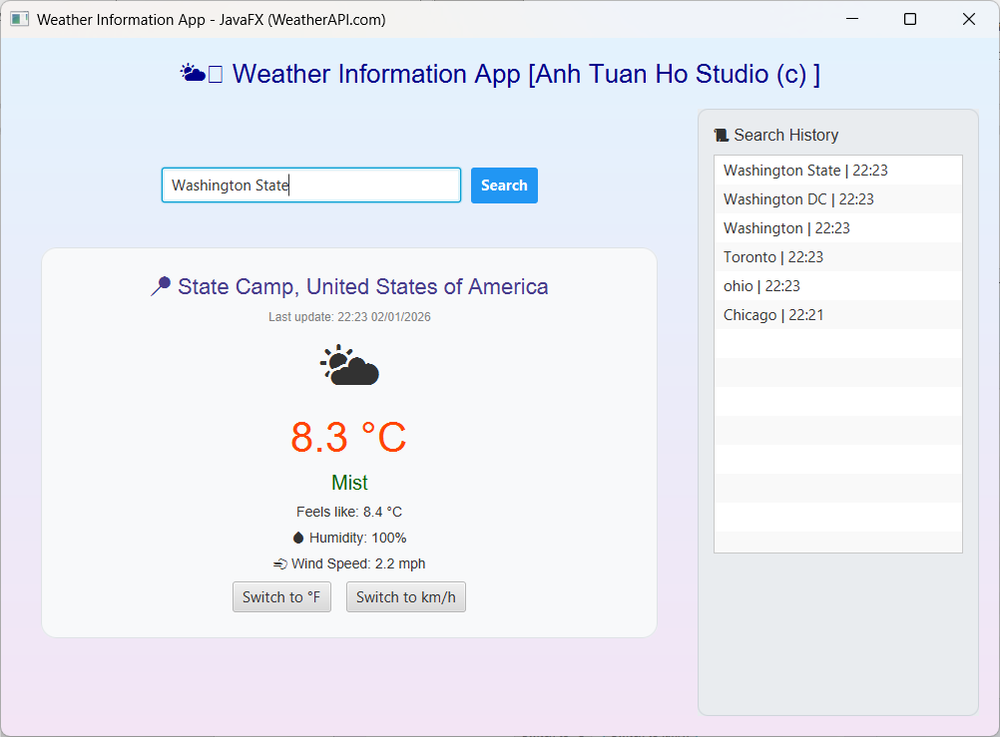 Weather Information App - JavaFX (WeatherAPI.com)
🌥□ Weather Information App [Anh Tuan Ho Studio (c) ]
Washington State
Search
📍 State Camp, United States of America
Last update: 22:23 02/01/2026
8.3 °C
Mist
Feels like: 8.4 °C
💧 Humidity: 100%
💨 Wind Speed: 2.2 mph
Switch to °F
Switch to km/h
📜 Search History
Washington State | 22:23
Washington DC | 22:23
Washington | 22:23
Toronto | 22:23
ohio | 22:23
Chicago | 22:21